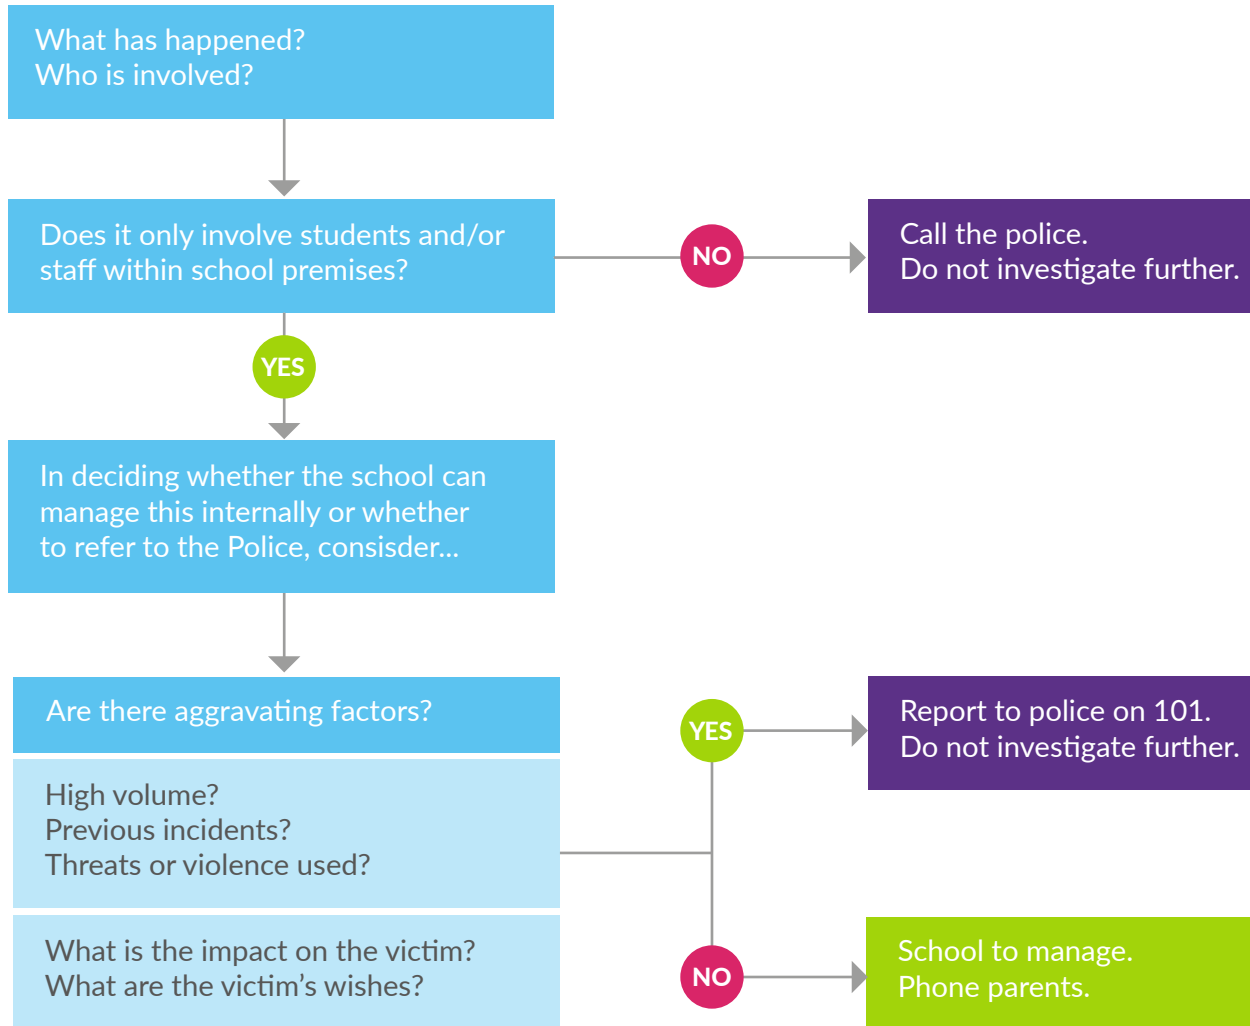 What has happened?
Who is involved?
Does it only involve students and/or
staff within school premises?
NO
Call the police.
Do not investigate further.
YES
In deciding whether the school can
manage this internally or whether
to refer to the Police, consisder...
Are there aggravating factors?
High volume?
Previous incidents?
Threats or violence used?
What is the impact on the victim?
What are the victim’s wishes?
YES
Report to police on 101.
Do not investigate further.
NO
School to manage.
Phone parents.